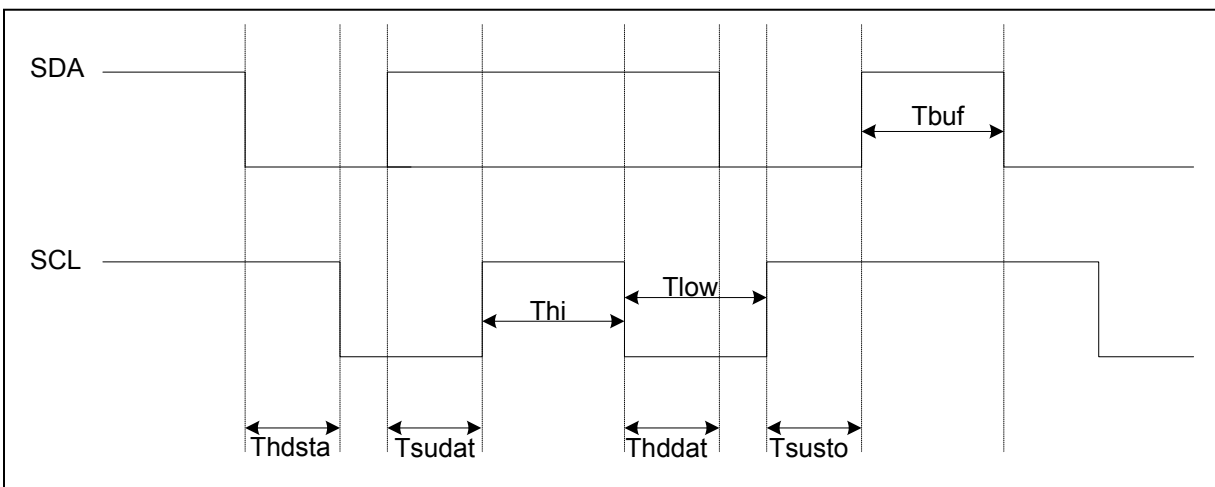 SDA
Tbuf
SCL
Tlow
Thi
Thdsta
Tsudat
Thddat
Tsusto